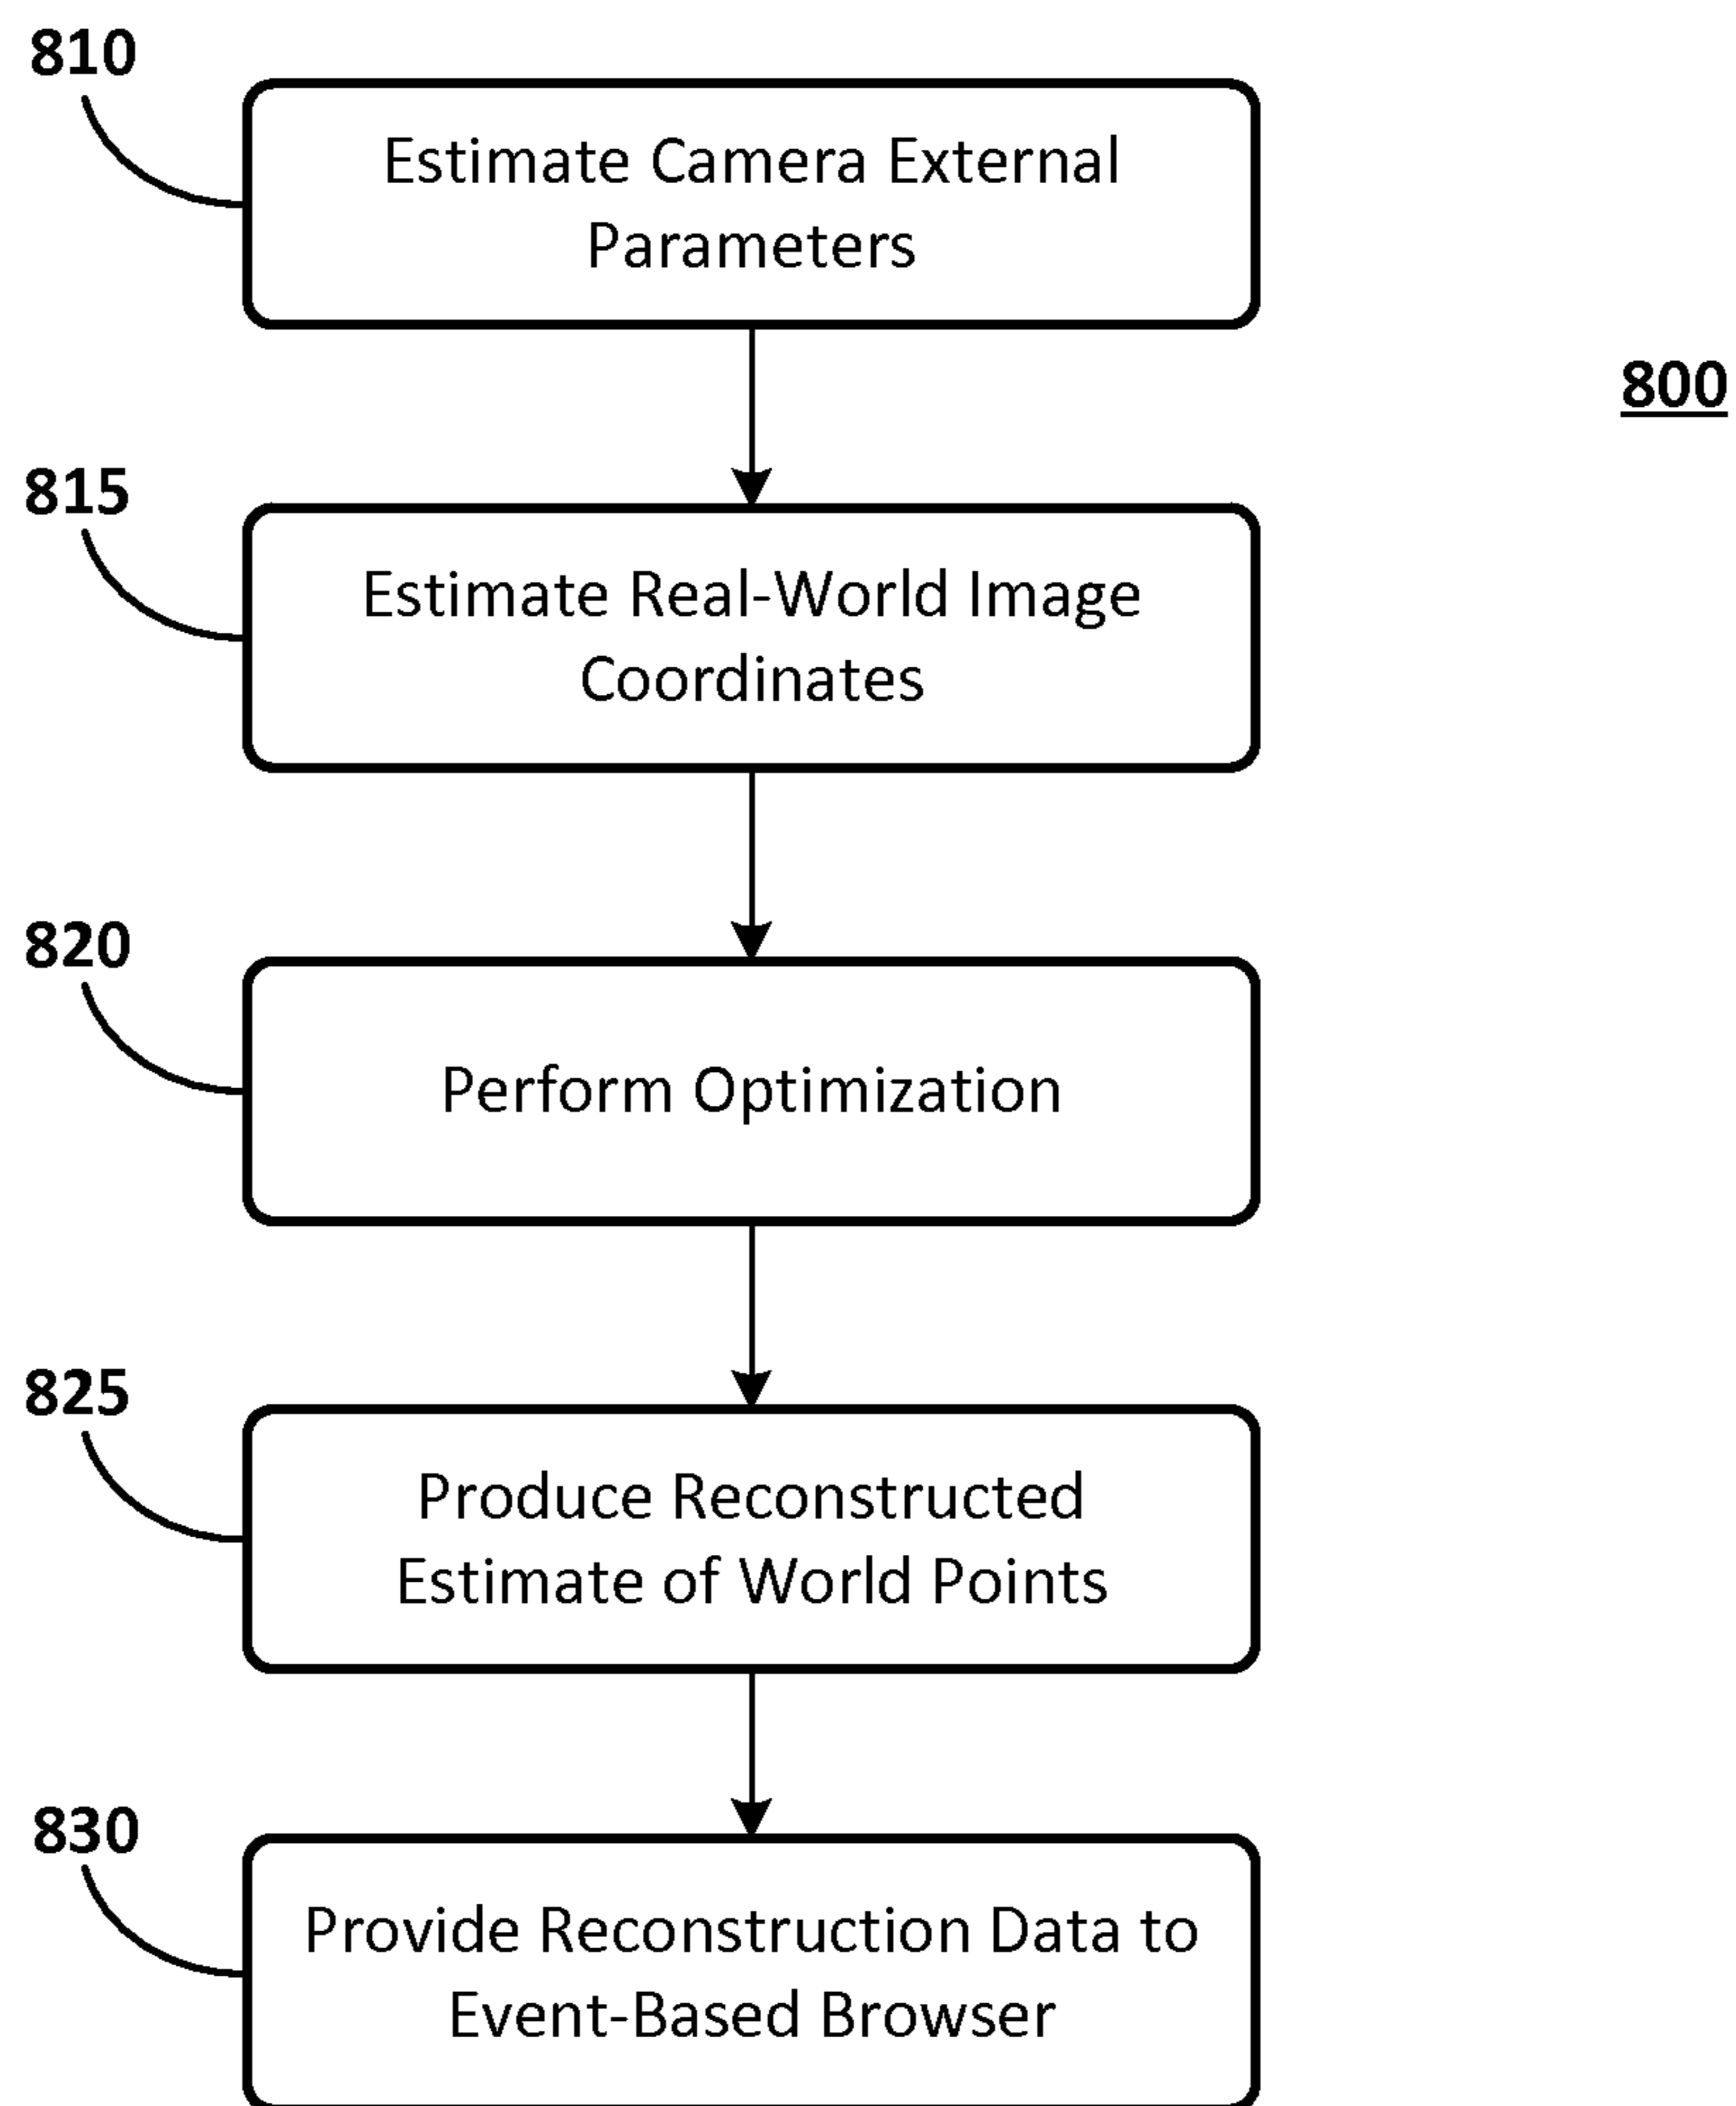 810
Estimate Camera External
Parameters
800
815
Estimate Real-World Image
Coordinates
820
Perform Optimization
825
Produce Reconstructed
Estimate of World Points
830
Provide Reconstruction Data to
Event-Based Browser